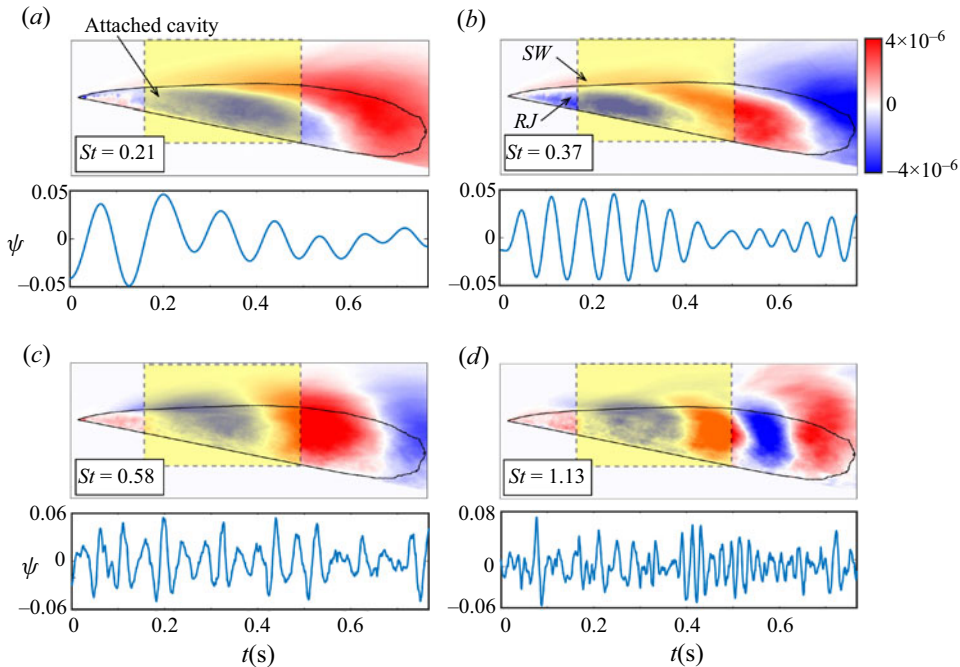 (a)
Attached cavity
St = 0.21
0.05
ψ
0
–0.05
0 0.2 0.4 0.6
(b)
SW
RJ
St = 0.37
4×10⁻⁶
0
–4×10⁻⁶
0.05
0
–0.05
0 0.2 0.4 0.6
(c)
St = 0.58
0.06
ψ
0
–0.06
0 0.2 0.4 0.6
t(s)
(d)
St = 1.13
0.08
0
–0.06
0 0.2 0.4 0.6
t(s)